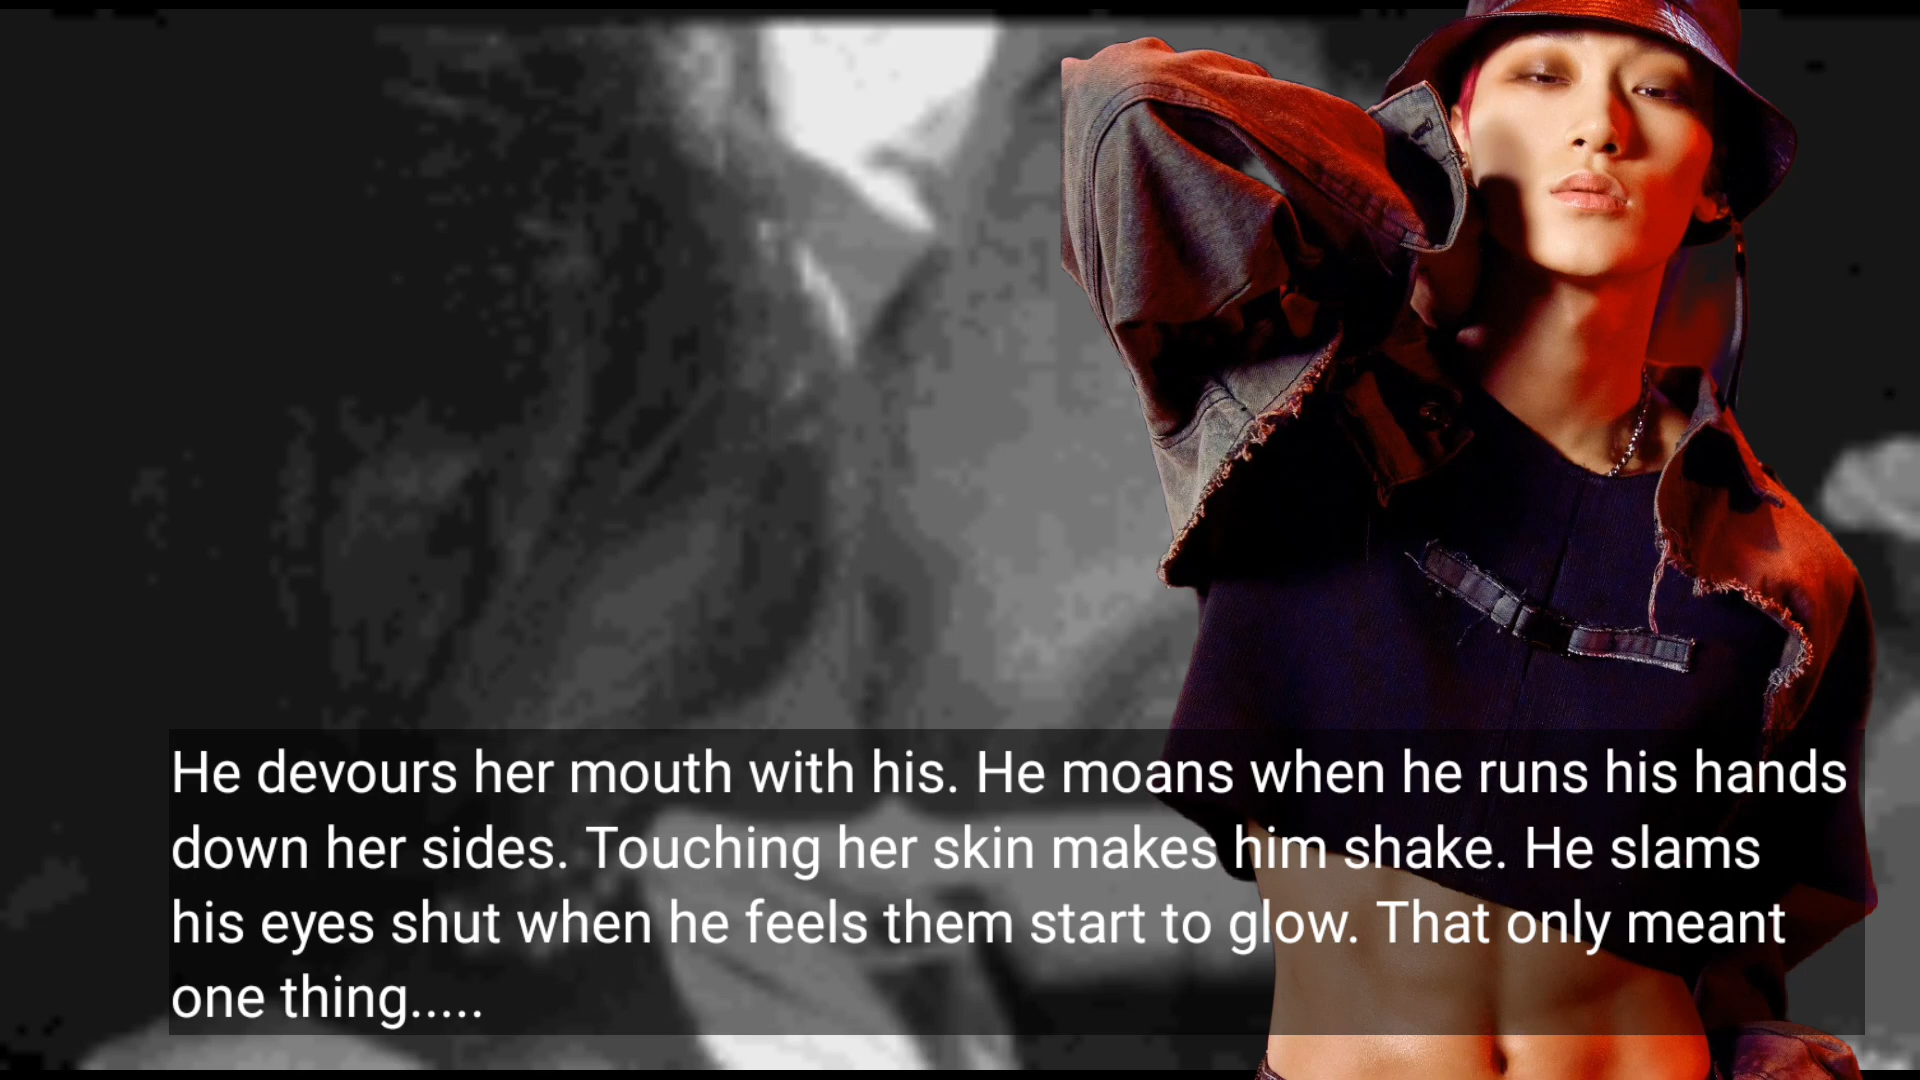 He devours her mouth with his. He moans when he runs his hands
down her sides. Touching her skin makes him shake. He slams
his eyes shut when he feels them start to glow. That only meant
one thing.....